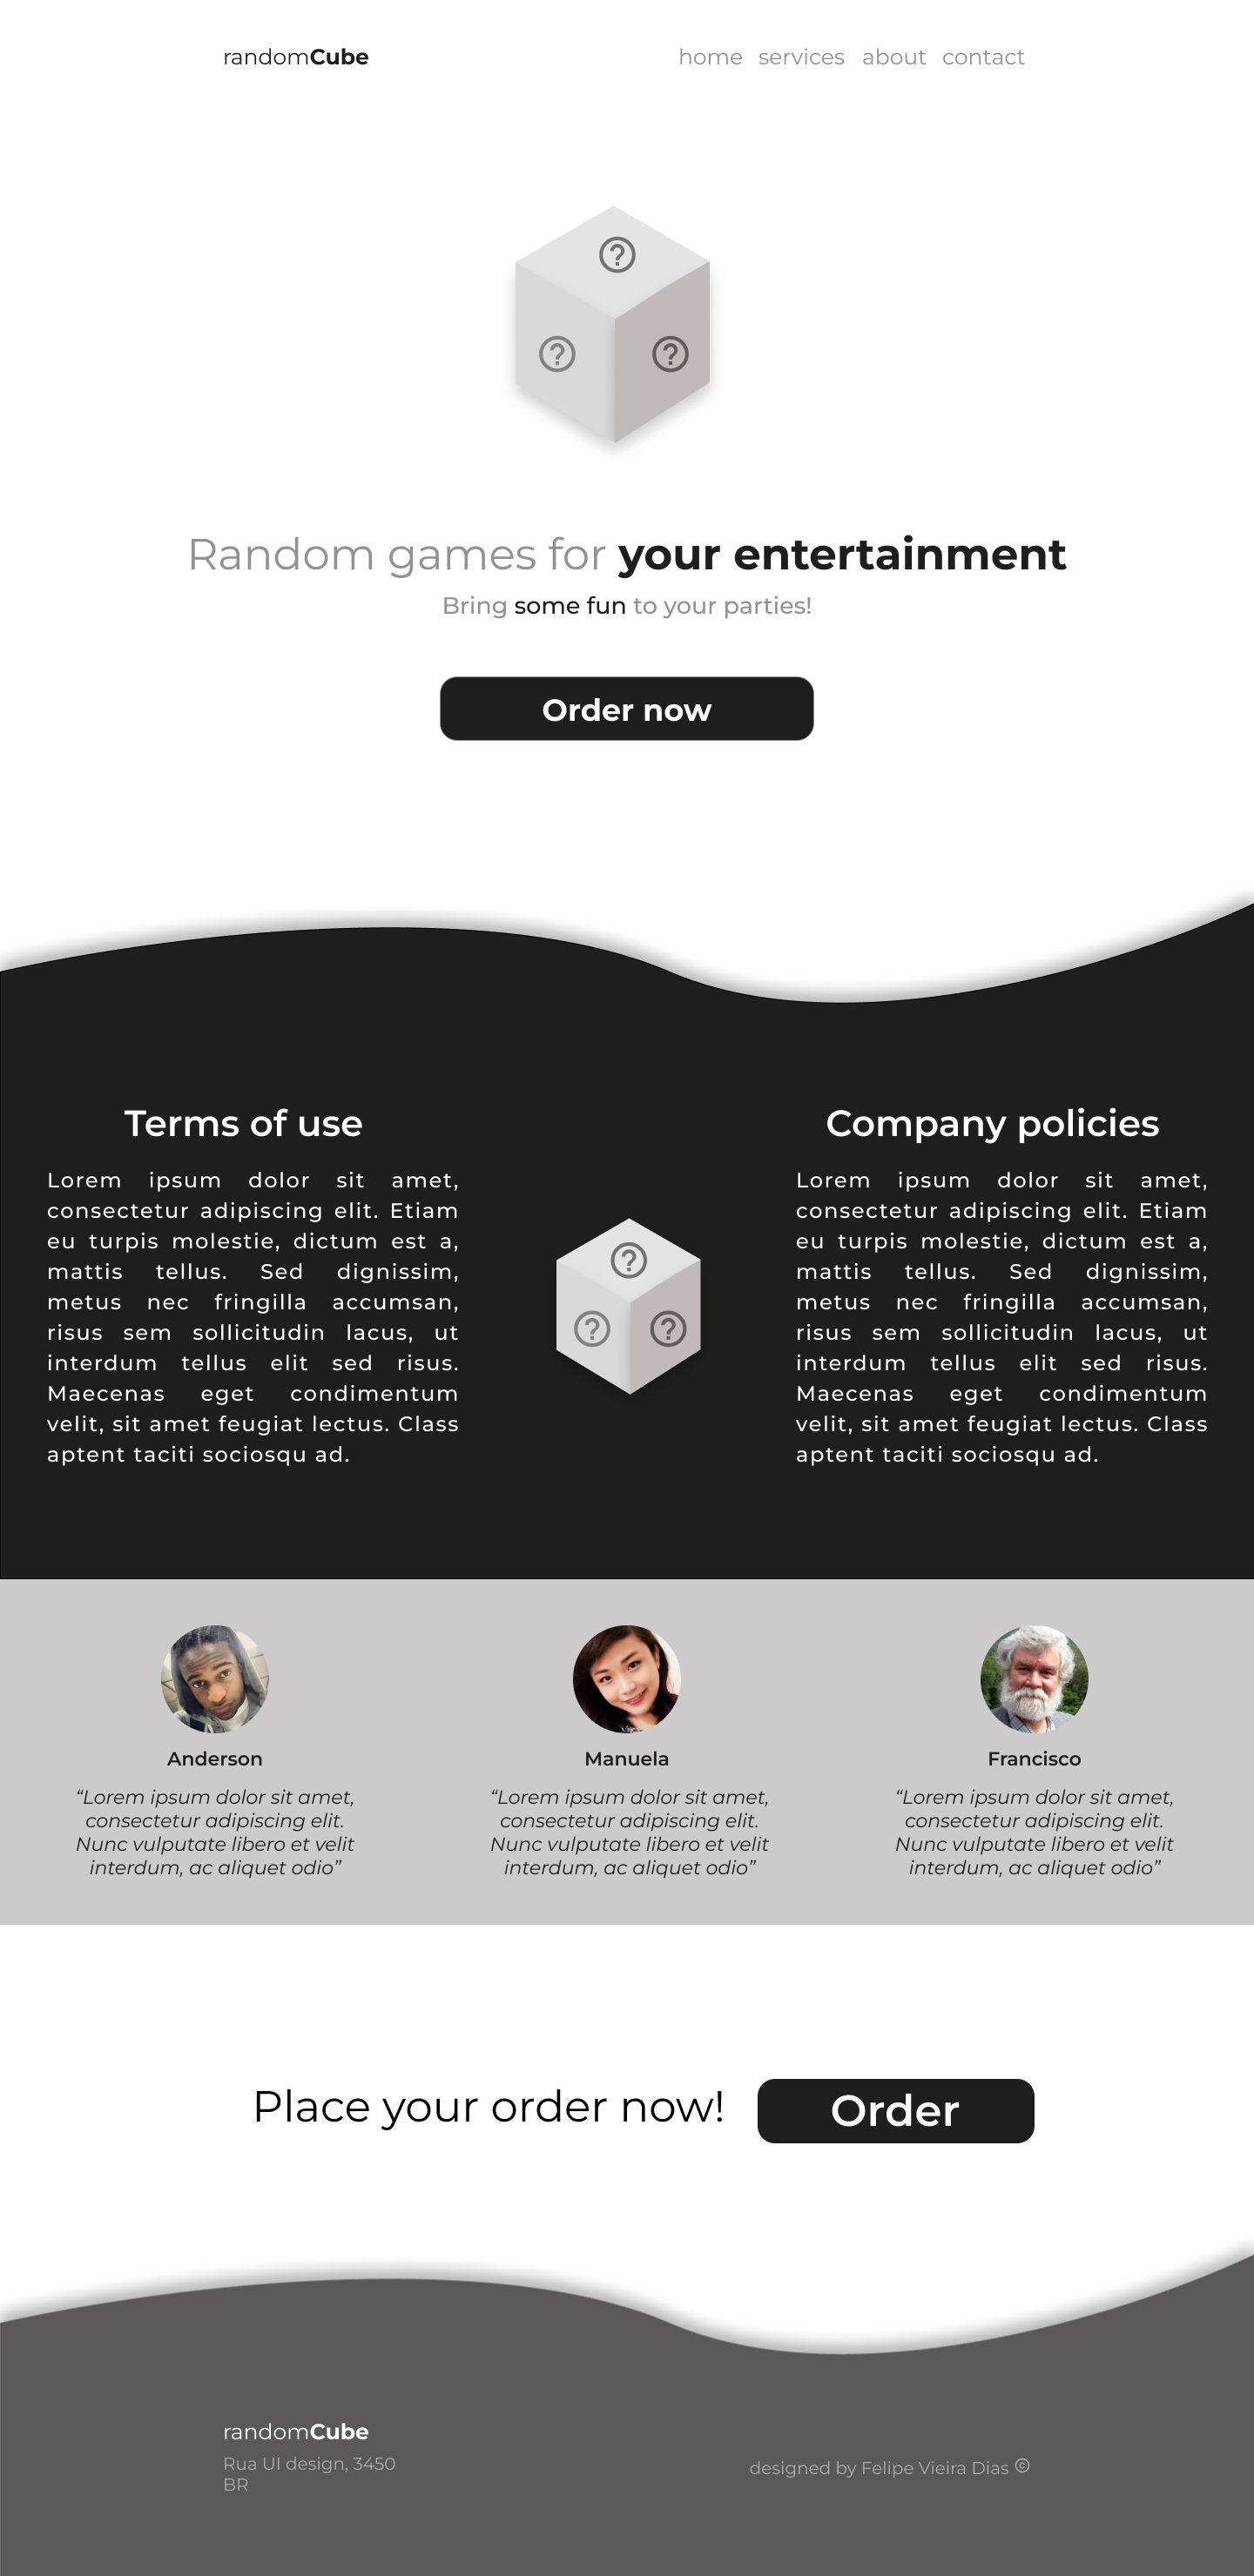 randomCube
home services about contact
?
? ?
Random games for your entertainment
Bring some fun to your parties!
Order now
Terms of use
Lorem ipsum dolor sit amet,
consectetur adipiscing elit. Etiam
eu turpis molestie, dictum est a,
mattis tellus. Sed dignissim,
metus nec fringilla accumsan,
risus sem sollicitudin lacus, ut
interdum tellus elit sed risus.
Maecenas eget condimentum
velit, sit amet feugiat lectus. Class
aptent taciti sociosqu ad.
?
? ?
Company policies
Lorem ipsum dolor sit amet,
consectetur adipiscing elit. Etiam
eu turpis molestie, dictum est a,
mattis tellus. Sed dignissim,
metus nec fringilla accumsan,
risus sem sollicitudin lacus, ut
interdum tellus elit sed risus.
Maecenas eget condimentum
velit, sit amet feugiat lectus. Class
aptent taciti sociosqu ad.
Anderson
“Lorem ipsum dolor sit amet,
consectetur adipiscing elit.
Nunc vulputate libero et velit
interdum, ac aliquet odio”
Manuela
“Lorem ipsum dolor sit amet,
consectetur adipiscing elit.
Nunc vulputate libero et velit
interdum, ac aliquet odio”
Francisco
“Lorem ipsum dolor sit amet,
consectetur adipiscing elit.
Nunc vulputate libero et velit
interdum, ac aliquet odio”
Place your order now!
Order
randomCube
Rua UI design, 3450
BR
designed by Felipe Vieira Dias ©